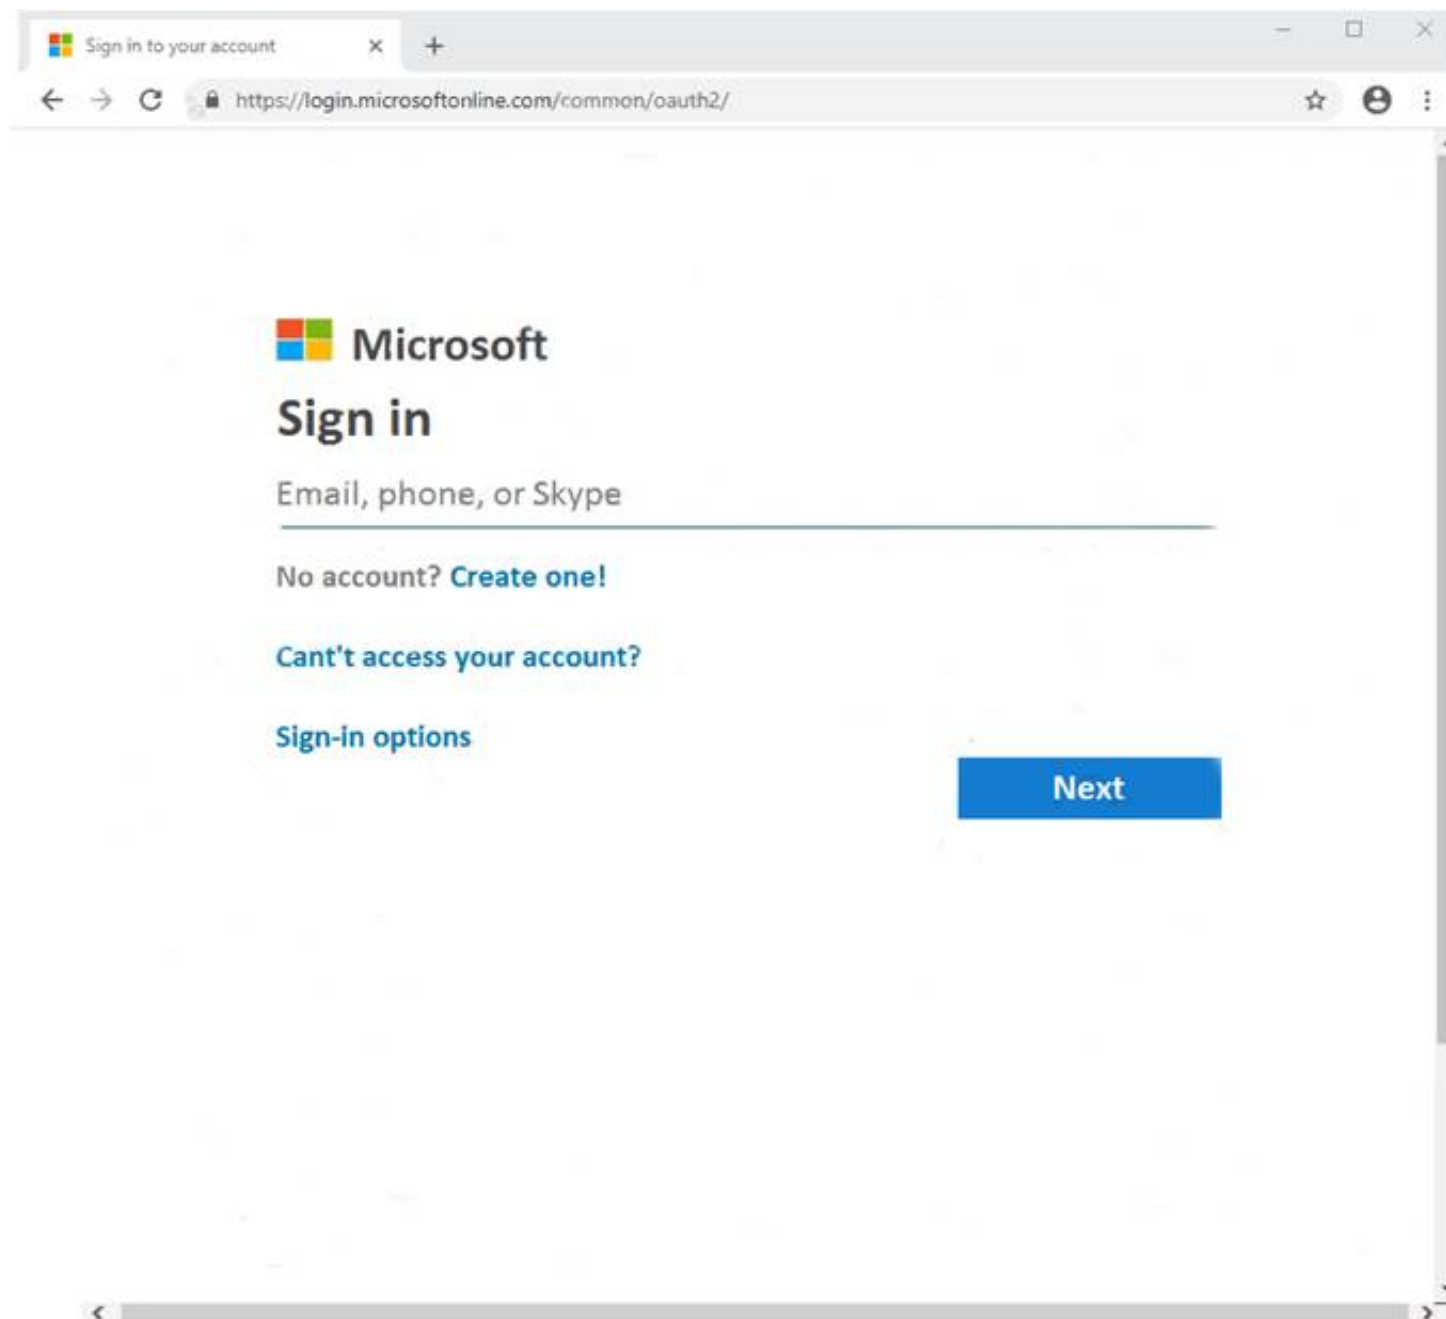 Sign in to your account
https://login.microsoftonline.com/common/oauth2/
Microsoft
Sign in
Email, phone, or Skype
No account? Create one!
Cant't access your account?
Sign-in options
Next